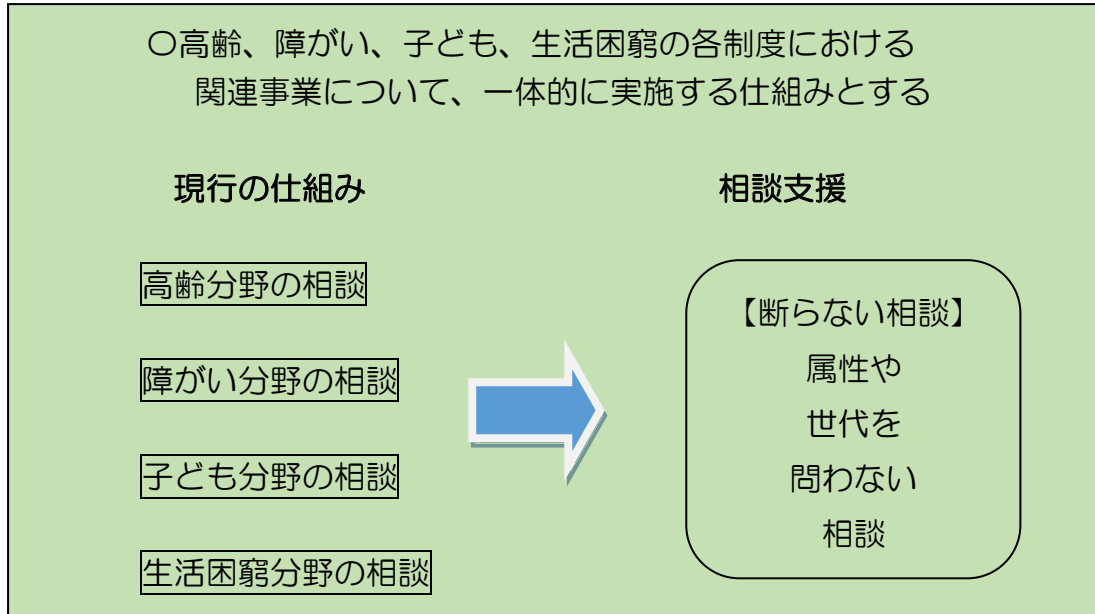 〇高齢、障がい、子ども、生活困窮の各制度における
関連事業について、一体的に実施する仕組みとする
現行の仕組み
相談支援
高齢分野の相談
障がい分野の相談
子ども分野の相談
生活困窮分野の相談
【断らない相談】
属性や
世代を
問わない
相談